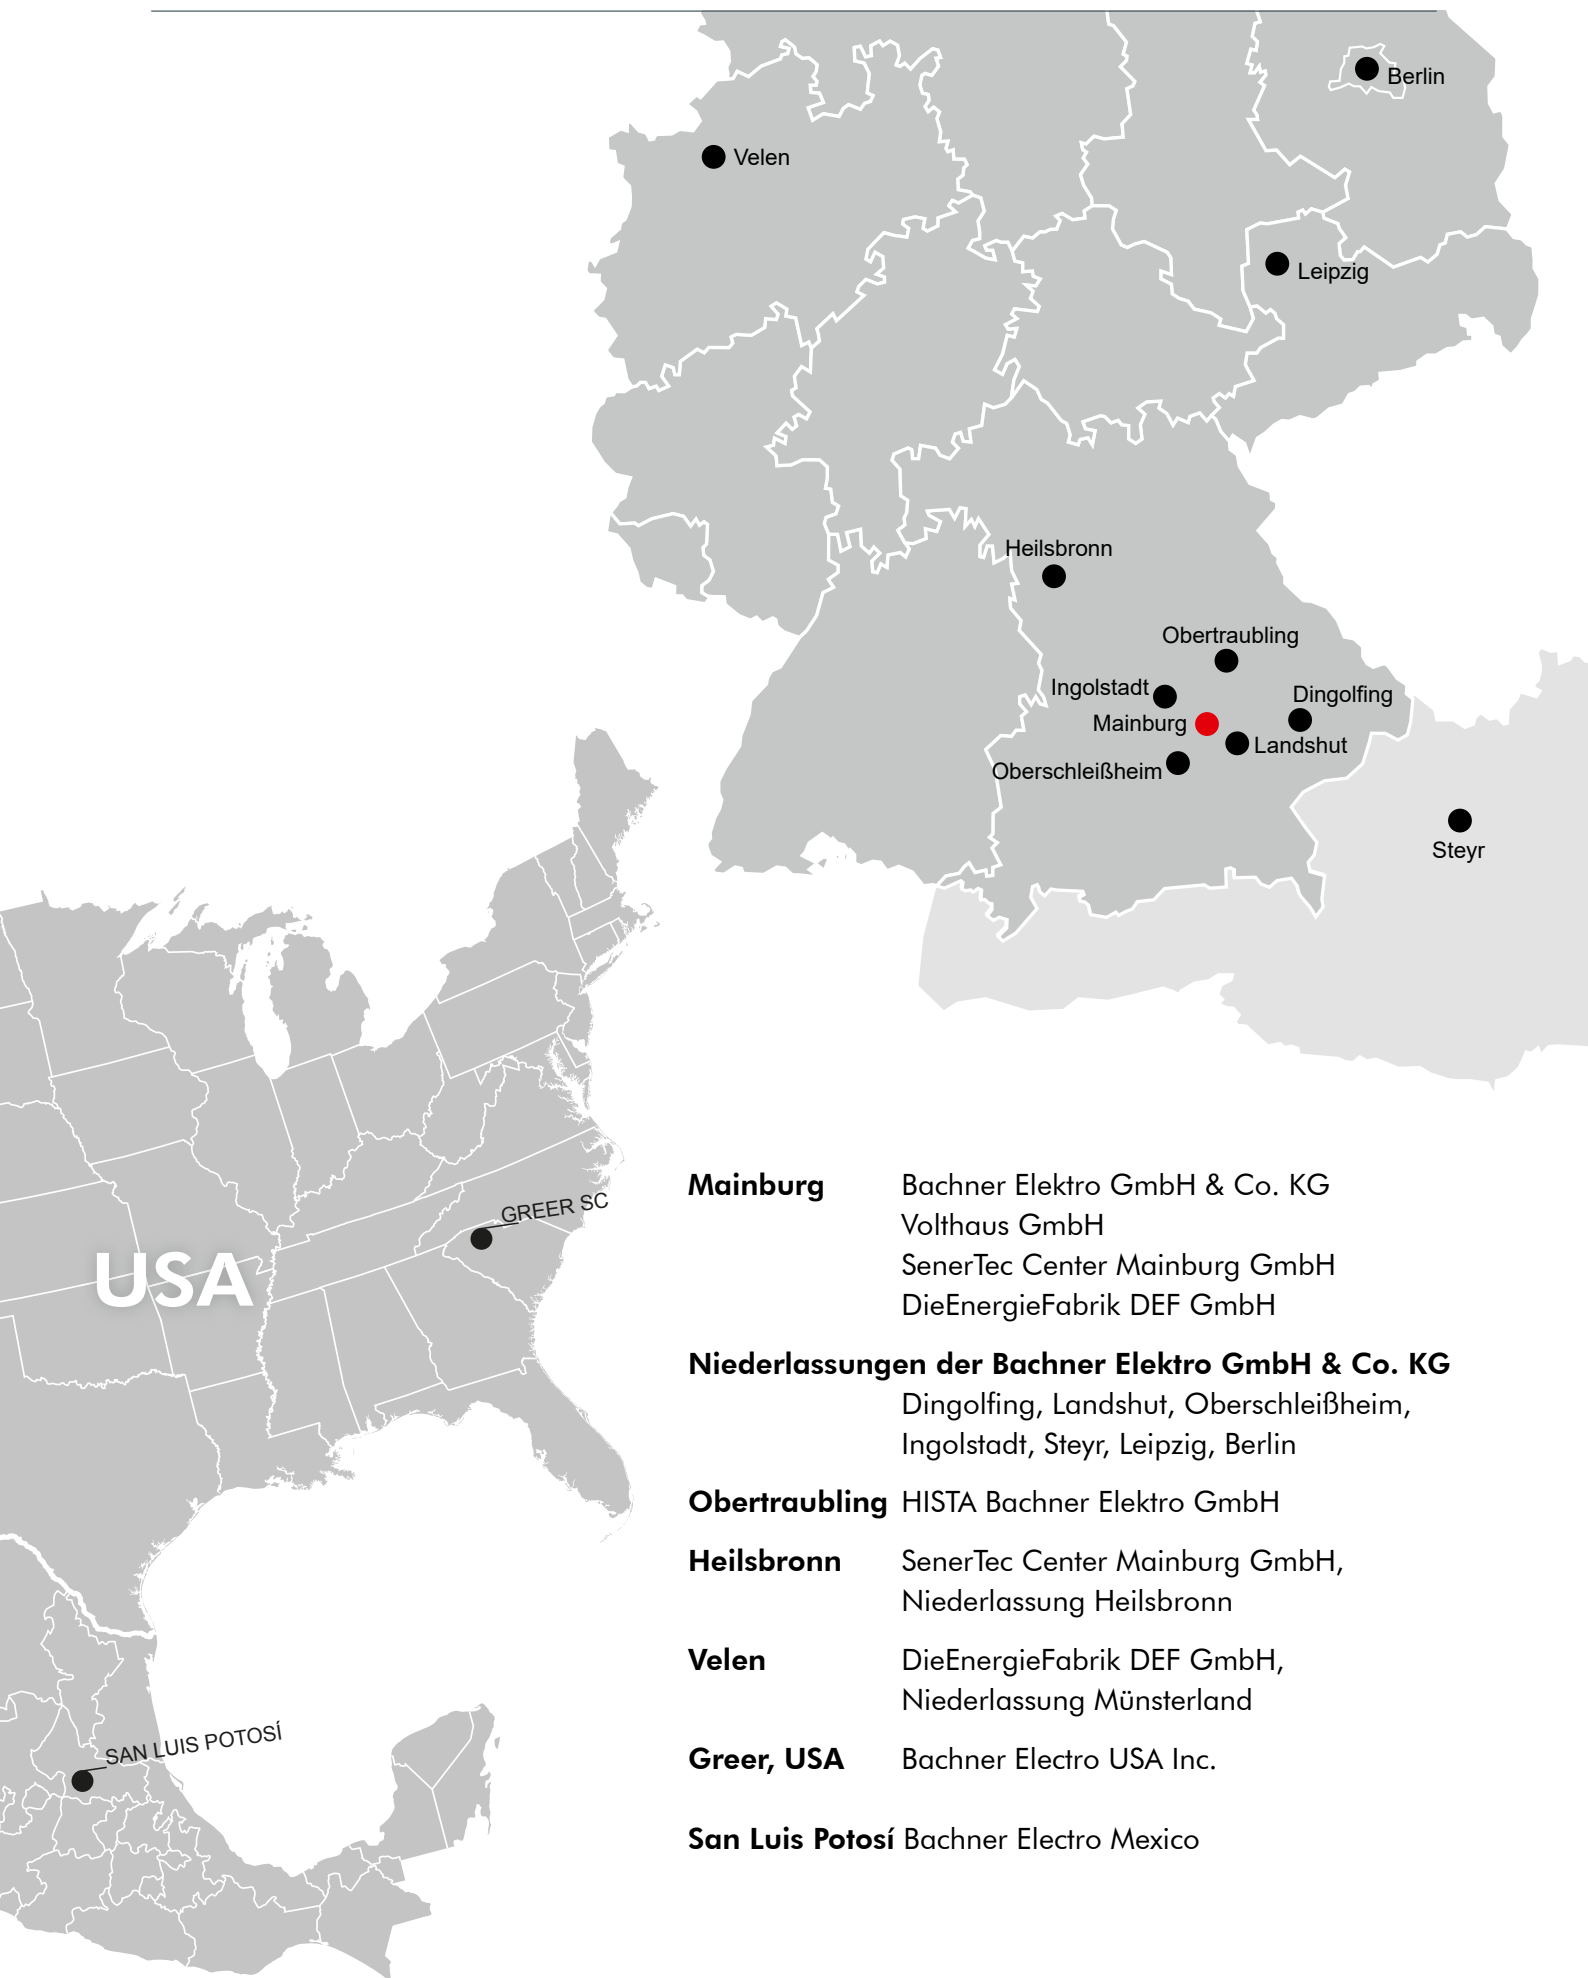 Berlin
Velen
Leipzig
Heilsbronn
Obertraubling
Ingolstadt
Dingolfing
Mainburg
Landshut
Oberschleißheim
Steyr
GREER SC
USA
SAN LUIS POTOSÍ
Mainburg Bachner Elektro GmbH & Co. KG
Volthaus GmbH
SenerTec Center Mainburg GmbH
DieEnergieFabrik DEF GmbH
Niederlassungen der Bachner Elektro GmbH & Co. KG
Dingolfing, Landshut, Oberschleißheim,
Ingolstadt, Steyr, Leipzig, Berlin
Obertraubling HISTA Bachner Elektro GmbH
Heilsbronn SenerTec Center Mainburg GmbH,
Niederlassung Heilsbronn
Velen DieEnergieFabrik DEF GmbH,
Niederlassung Münsterland
Greer, USA Bachner Electro USA Inc.
San Luis Potosí Bachner Electro Mexico